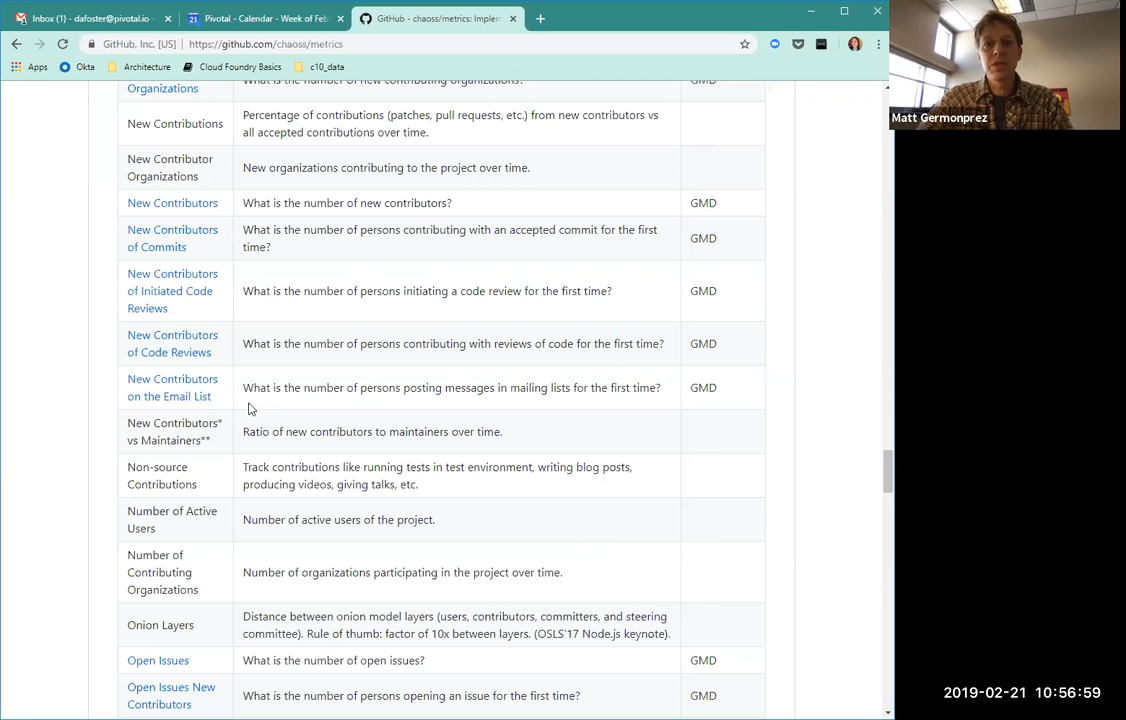 Inbox (1) - dafoster@pivotal.io -
Pivotal - Calendar - Week of Feb
GitHub - chaoss/metrics: Implem
GitHub, Inc. [US]
https://github.com/chaoss/metrics
Apps
Okta
Architecture
Cloud Foundry Basics
c10_data
Matt Germonprez
Organizations
What is the number of new contributing organizations?
GMD
New Contributions
Percentage of contributions (patches, pull requests, etc.) from new contributors vs
all accepted contributions over time.
New Contributor
Organizations
New organizations contributing to the project over time.
New Contributors
What is the number of new contributors?
GMD
New Contributors
of Commits
What is the number of persons contributing with an accepted commit for the first
time?
GMD
New Contributors
of Initiated Code
Reviews
What is the number of persons initiating a code review for the first time?
GMD
New Contributors
of Code Reviews
What is the number of persons contributing with reviews of code for the first time?
GMD
New Contributors
on the Email List
What is the number of persons posting messages in mailing lists for the first time?
GMD
New Contributors*
vs Maintainers**
Ratio of new contributors to maintainers over time.
Non-source
Contributions
Track contributions like running tests in test environment, writing blog posts,
producing videos, giving talks, etc.
Number of Active
Users
Number of active users of the project.
Number of
Contributing
Organizations
Number of organizations participating in the project over time.
Onion Layers
Distance between onion model layers (users, contributors, committers, and steering
committee). Rule of thumb: factor of 10x between layers. (OSLS'17 Node.js keynote).
Open Issues
What is the number of open issues?
GMD
Open Issues New
Contributors
What is the number of persons opening an issue for the first time?
GMD
2019-02-21 10:56:59